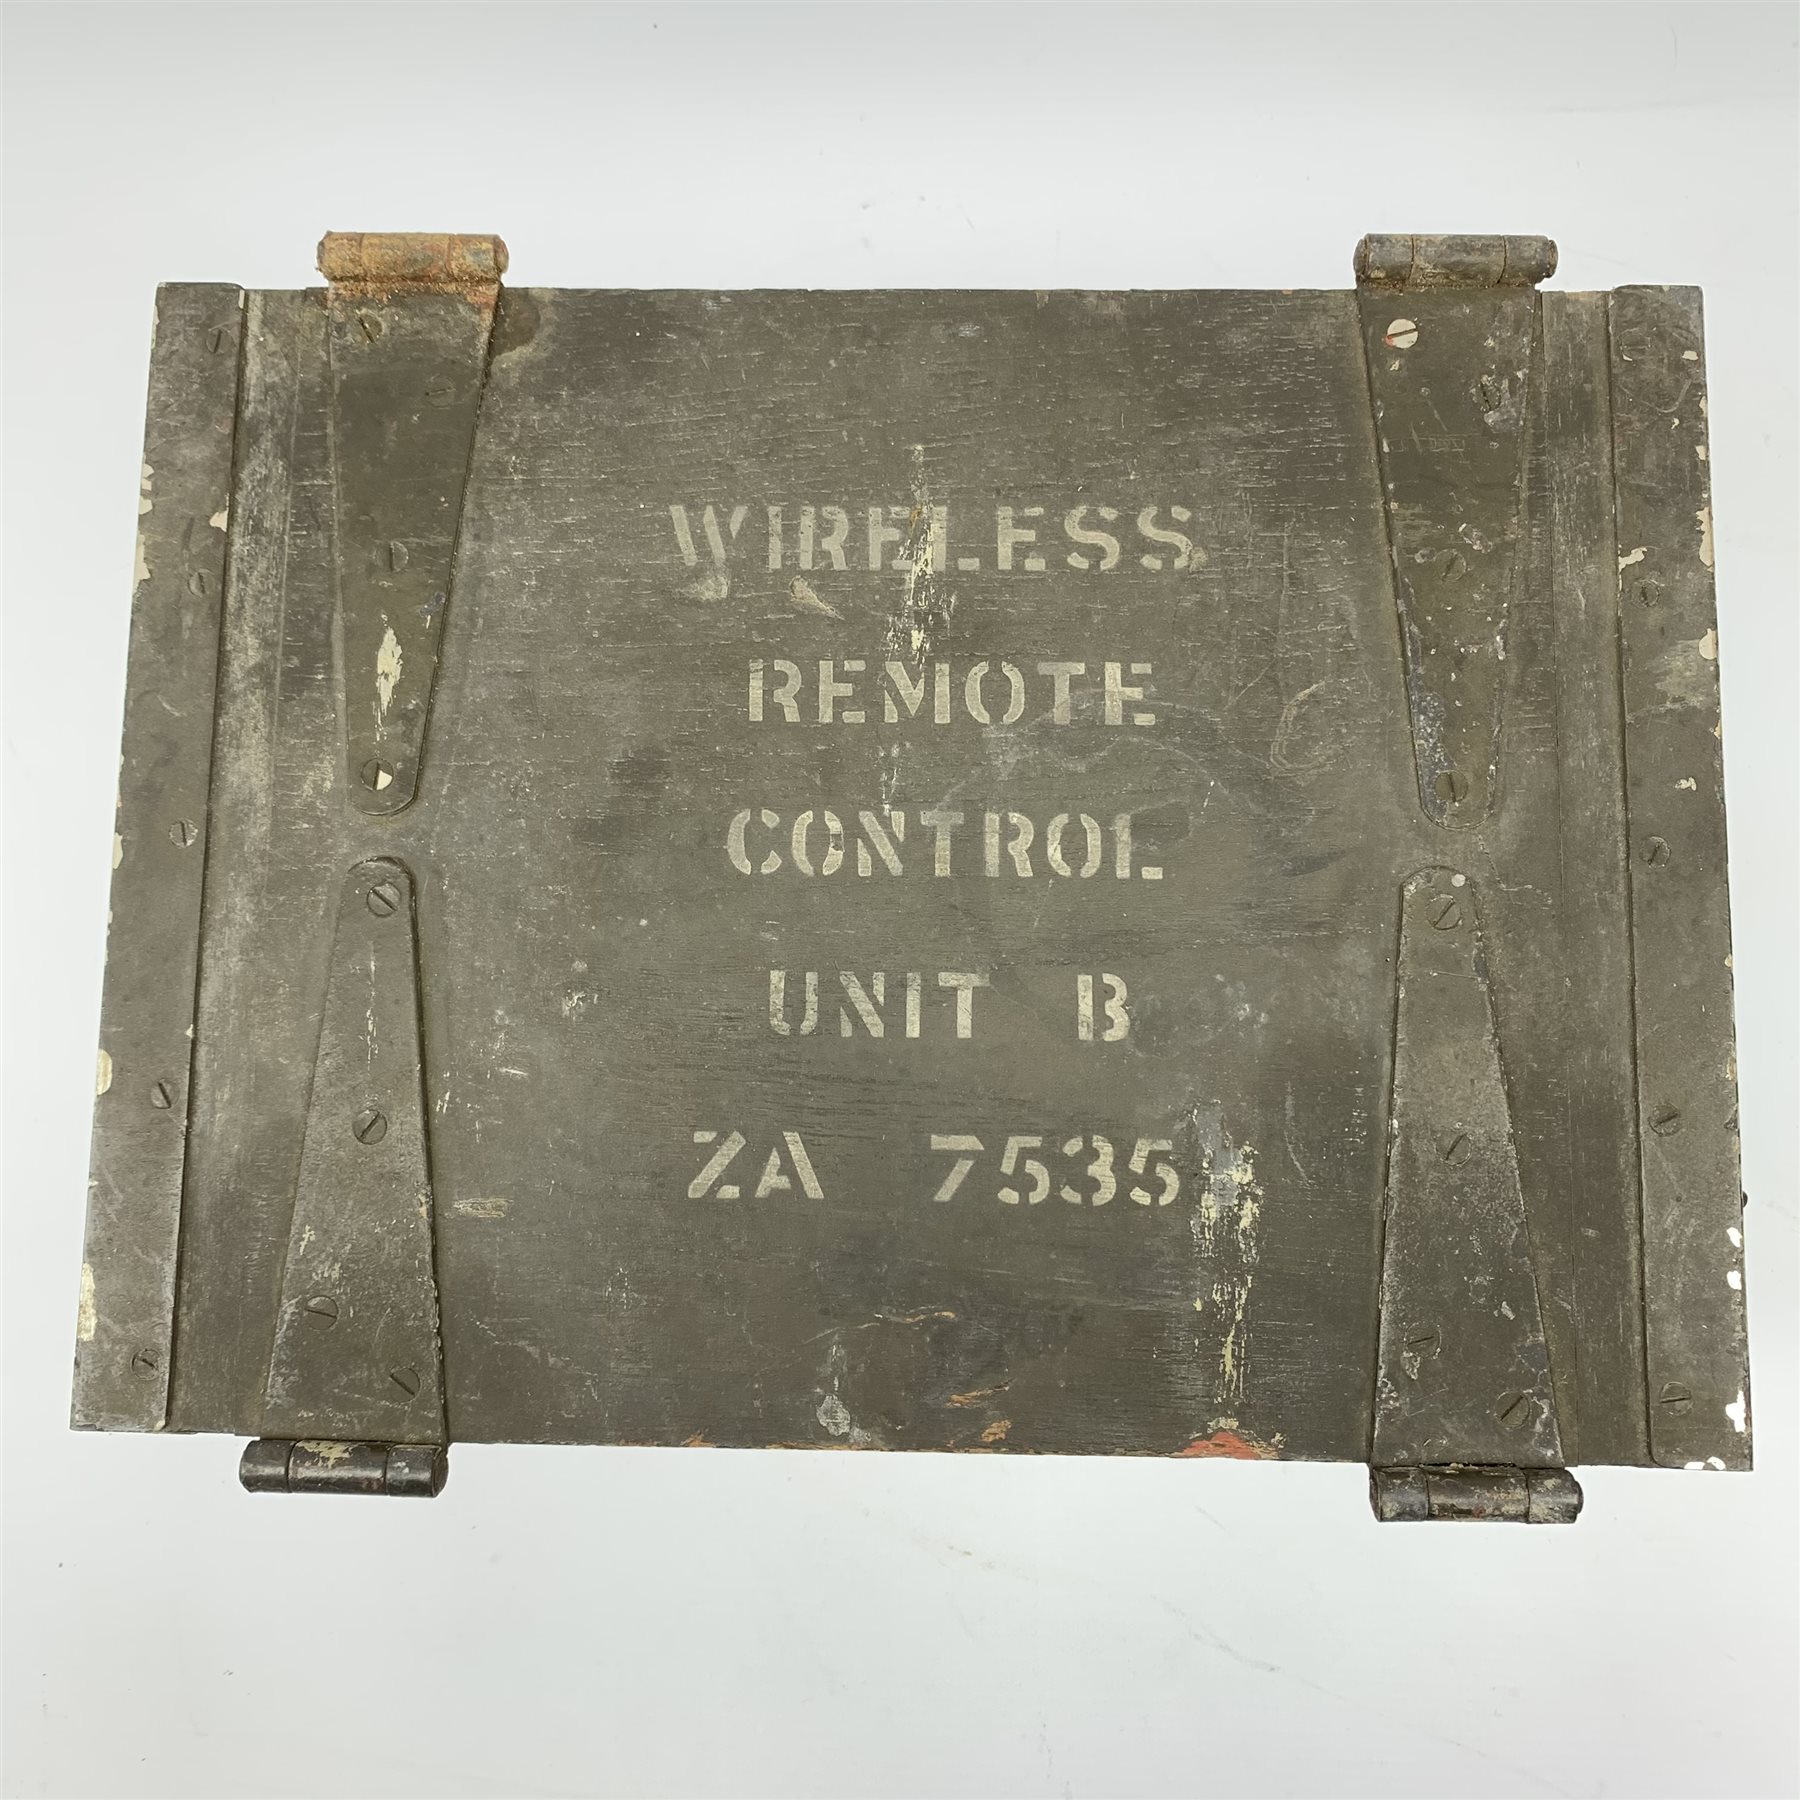 WIRELESS
REMOTE
CONTROL
UNIT B
ZA 7535